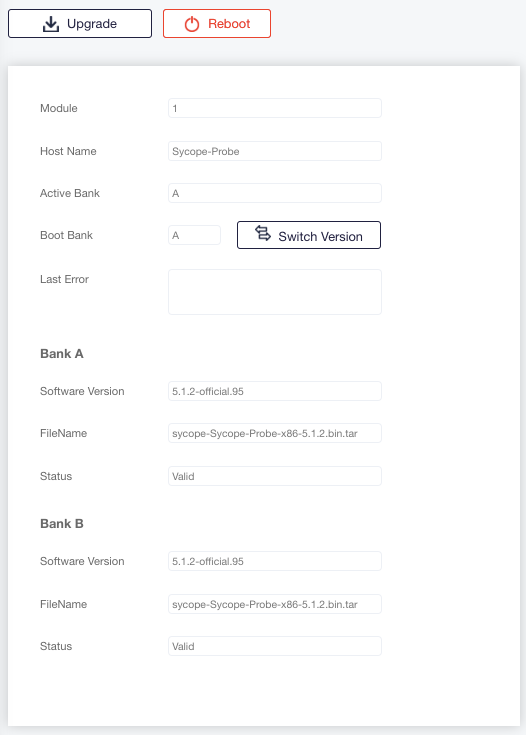 Upgrade Reboot
Module 1
Host Name Sycope-Probe
Active Bank A
Boot Bank A Switch Version
Last Error
Bank A
Software Version 5.1.2-official.95
FileName sycope-Sycope-Probe-x86-5.1.2.bin.tar
Status Valid
Bank B
Software Version 5.1.2-official.95
FileName sycope-Sycope-Probe-x86-5.1.2.bin.tar
Status Valid